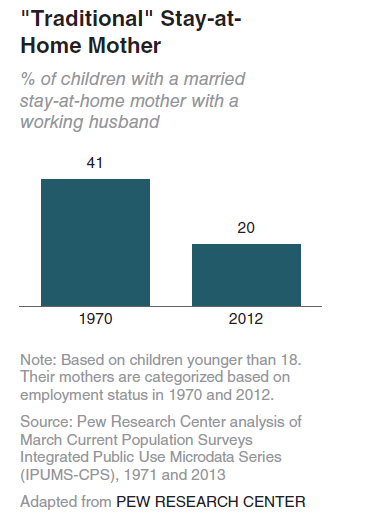 "Traditional" Stay-at-
Home Mother
% of children with a married
stay-at-home mother with a
working husband
41
20
1970
2012
Note: Based on children younger than 18.
Their mothers are categorized based on
employment status in 1970 and 2012.
Source: Pew Research Center analysis of
March Current Population Surveys
Integrated Public Use Microdata Series
(IPUMS-CPS), 1971 and 2013
Adapted from PEW RESEARCH CENTER